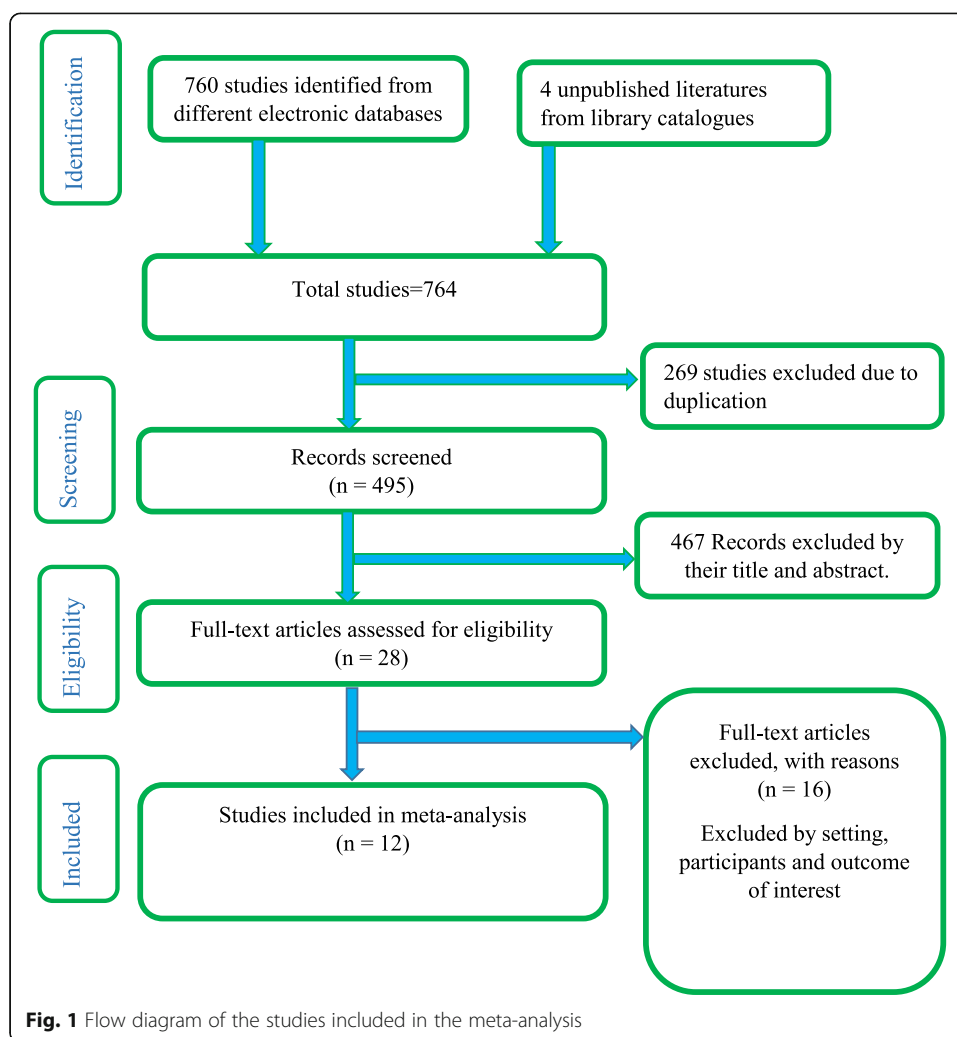 Identification
760 studies identified from
different electronic databases
4 unpublished literatures
from library catalogues
Total studies=764
269 studies excluded due to
duplication
Screening
Records screened
(n = 495)
467 Records excluded by
their title and abstract.
Eligibility
Full-text articles assessed for eligibility
(n = 28)
Full-text articles
excluded, with reasons
(n = 16)
Excluded by setting,
participants and outcome
of interest
Included
Studies included in meta-analysis
(n = 12)
Fig. 1 Flow diagram of the studies included in the meta-analysis